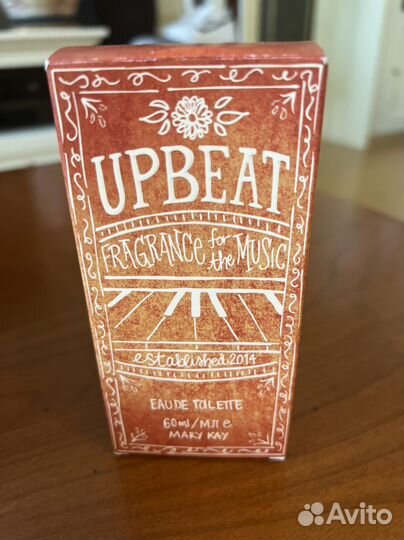 UPBEAT
FRAGRANCE for the MUSIC
established 2014
EAU DE TOILETTE
60ml/МЛ e
MARY KAY
Avito